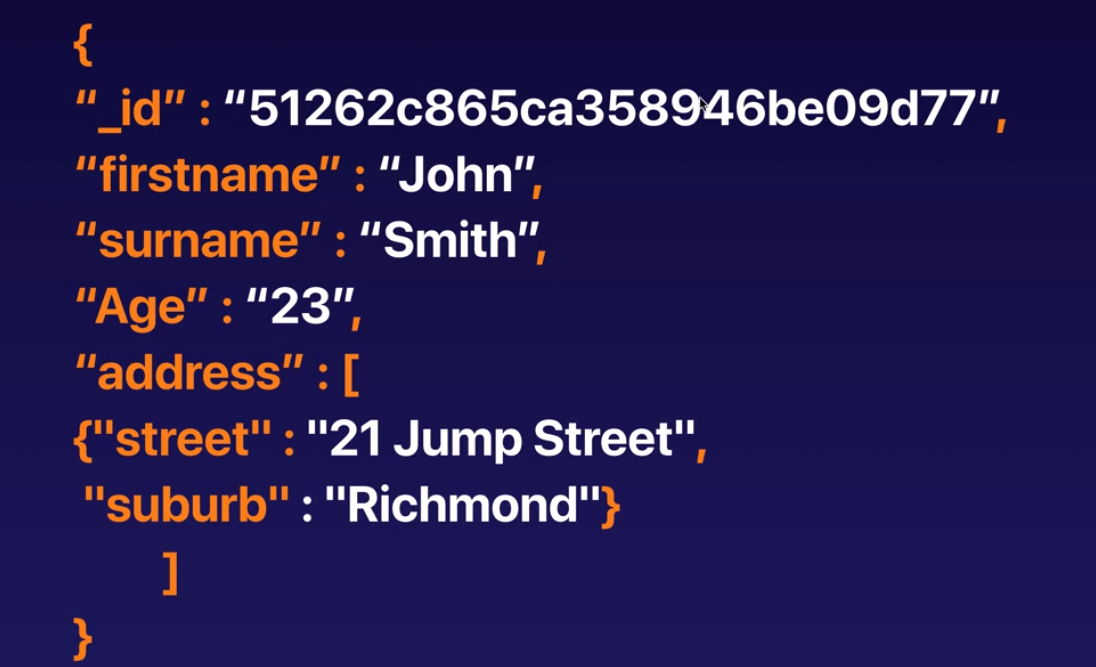 {
“_id” : “51262c865ca358946be09d77”,
“firstname” : “John”,
“surname” : “Smith”,
“Age” : “23”,
“address” : [
{"street" : "21 Jump Street",
"suburb" : "Richmond"}
]
}